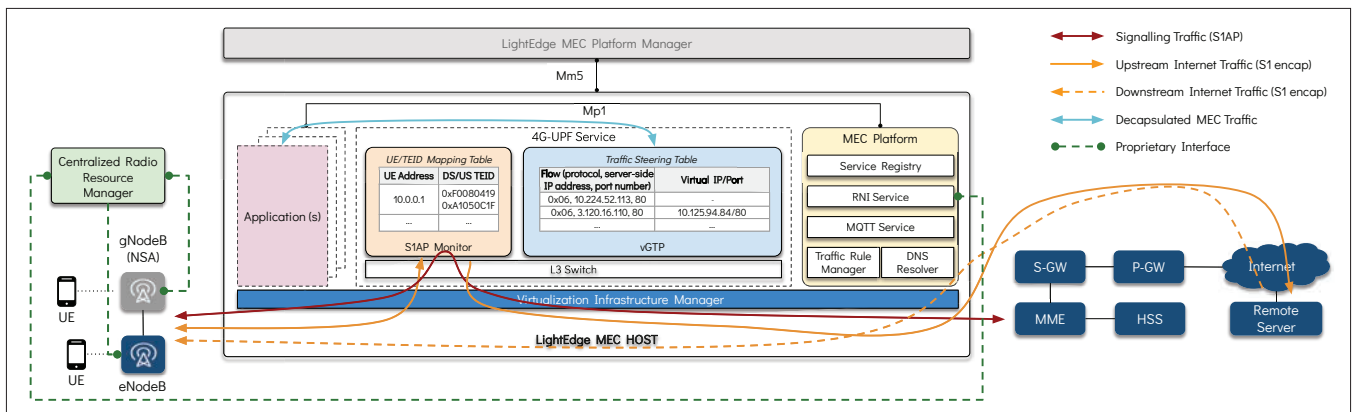 LightEdge MEC Platform Manager
Mm5
Signalling Traffic (S1AP)
Upstream Internet Traffic (S1 encap)
Downstream Internet Traffic (S1 encap)
Decapsulated MEC Traffic
Proprietary Interface
Mp1
4G-UPF Service
Application (s)
UE/TEID Mapping Table
UE Address
DS/US TEID
10.0.0.1
0xF0080419
0xA1050C1F
...
...
S1AP Monitor
Traffic Steering Table
Flow (protocol, server-side
IP address, port number)
Virtual IP/Port
0x06, 10.224.52.113, 80
-
0x06, 3.120.16.110, 80
10.125.94.84/80
...
...
vGTP
L3 Switch
MEC Platform
Service Registry
RNI Service
MQTT Service
Traffic Rule
Manager
DNS
Resolver
Virtualization Infrastructure Manager
LightEdge MEC HOST
Centralized Radio
Resource
Manager
gNodeB
(NSA)
UE
UE
eNodeB
S-GW
P-GW
Internet
MME
HSS
Remote
Server